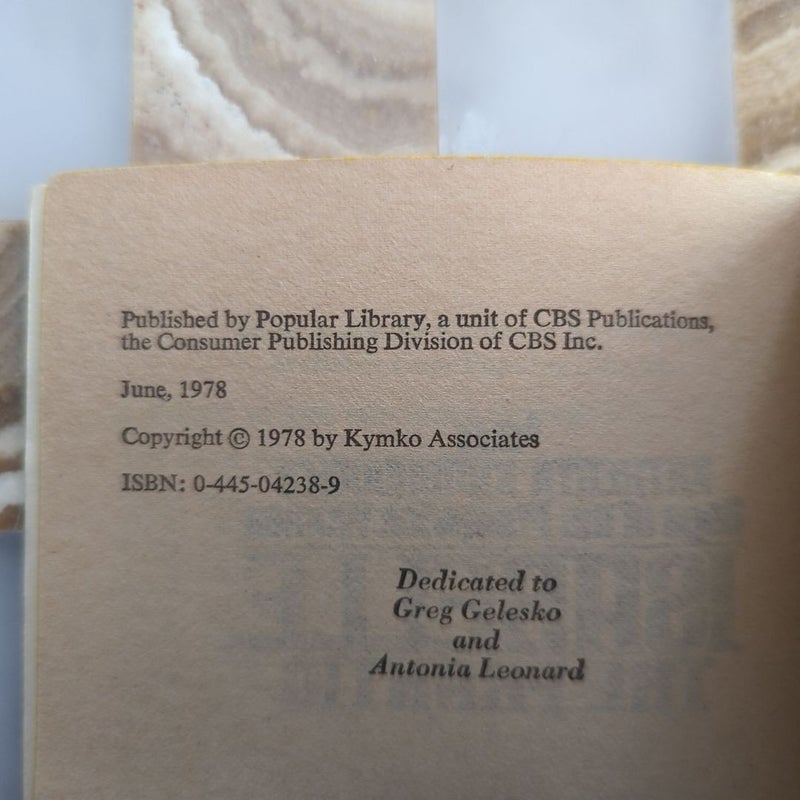 Published by Popular Library, a unit of CBS Publications,
the Consumer Publishing Division of CBS Inc.
June, 1978
Copyright © 1978 by Kymko Associates
ISBN: 0-445-04238-9
Dedicated to
Greg Gelesko
and
Antonia Leonard